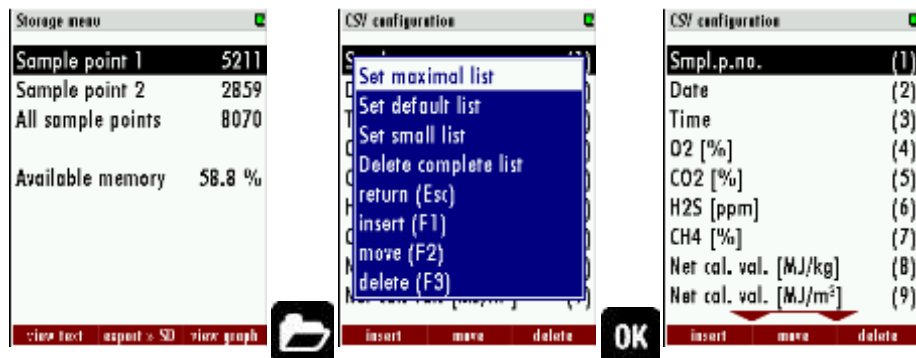 Storage menu
Sample point 1 5211
Sample point 2 2859
All sample points 8070
Available memory 58.8 %
view text export » SD view graph
CSV configuration
(1)
Set maximal list
Set default list
Set small list
Delete complete list
return (Esc)
insert (F1)
move (F2)
delete (F3)
insert move delete
OK
CSV configuration
Smpl.p.no. (1)
Date (2)
Time (3)
O2 [%] (4)
CO2 [%] (5)
H2S [ppm] (6)
CH4 [%] (7)
Net cal. val. [MJ/kg] (8)
Net cal. val. [MJ/m³] (9)
insert move delete